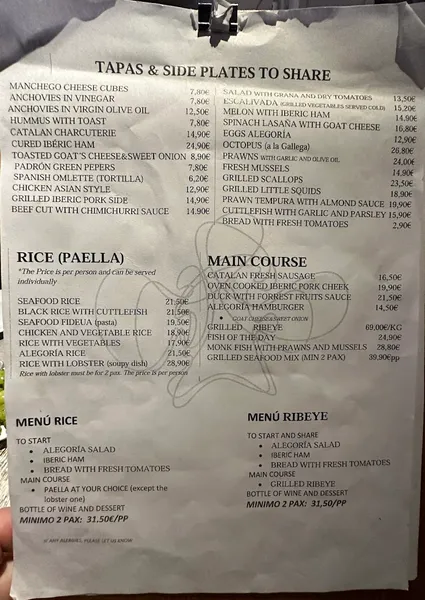 TAPAS & SIDE PLATES TO SHARE
MANCHEGO CHEESE CUBES 7,80€
ANCHOVIES IN VINEGAR 7,80€
ANCHOVIES IN VIRGIN OLIVE OIL 12,50€
HUMMUS WITH TOAST 7,80€
CATALAN CHARCUTERIE 14,90€
CURED IBÉRIC HAM 24,90€
TOASTED GOAT'S CHEESE&SWEET ONION 8,90€
PADRÓN GREEN PEPERS 7,80€
SPANISH OMLETTE (TORTILLA) 6,20€
CHICKEN ASIAN STYLE 12,90€
GRILLED IBERIC PORK SIDE 14,90€
BEEF CUT WITH CHIMICHURRI SAUCE 14,90€
SALAD WITH GRANA AND DRY TOMATOES 13,50€
ESCALIVADA (GRILLED VEGETABLES SERVED COLD) 15,20€
MELON WITH IBERIC HAM 14,90€
SPINACH LASAÑA WITH GOAT CHEESE 16,80€
EGGS ALEGORÍA 12,90€
OCTOPUS (a la Gallega) 26,80€
PRAWNS WITH GARLIC AND OLIVE OIL 24,00€
FRESH MUSSELS 14,90€
GRILLED SCALLOPS 23,50€
GRILLED LITTLE SQUIDS 18,90€
PRAWN TEMPURA WITH ALMOND SAUCE 19,90€
CUTTLEFISH WITH GARLIC AND PARSLEY 15,90€
BREAD WITH FRESH TOMATOES 2,90€
RICE (PAELLA)
*The Price is per person and can be served
individually
SEAFOOD RICE 21,50€
BLACK RICE WITH CUTTLEFISH 21,50€
SEAFOOD FIDEUA (pasta) 19,50€
CHICKEN AND VEGETABLE RICE 18,90€
RICE WITH VEGETABLES 17,90€
ALEGORÍA RICE 21,50€
RICE WITH LOBSTER (soupy dish) 28,90€
Rice with lobster must be for 2 pax. The price is per person
MAIN COURSE
CATALAN FRESH SAUSAGE 16,50€
OVEN COOKED IBERIC PORK CHEEK 19,90€
DUCK WITH FORREST FRUITS SAUCE 21,50€
ALEGORÍA HAMBURGER 14,50€
• GOAT CHEESE&SWEET ONION
GRILLED RIBEYE 69,00€/KG
FISH OF THE DAY 24,90€
MONK FISH WITH PRAWNS AND MUSSELS 28,80€
GRILLED SEAFOOD MIX (MIN 2 PAX) 39,90€pp
MENÚ RICE
TO START
• ALEGORÍA SALAD
• IBERIC HAM
• BREAD WITH FRESH TOMATOES
MAIN COURSE
• PAELLA AT YOUR CHOICE (except the
lobster one)
BOTTLE OF WINE AND DESSERT
MINIMO 2 PAX: 31,50€/PP
MENÚ RIBEYE
TO START AND SHARE
• ALEGORÍA SALAD
• IBERIC HAM
• BREAD WITH FRESH TOMATOES
MAIN COURSE
• GRILLED RIBEYE
BOTTLE OF WINE AND DESSERT
MINIMO 2 PAX: 31,50/PP
IF ANY ALERGIES, PLEASE LET US KNOW